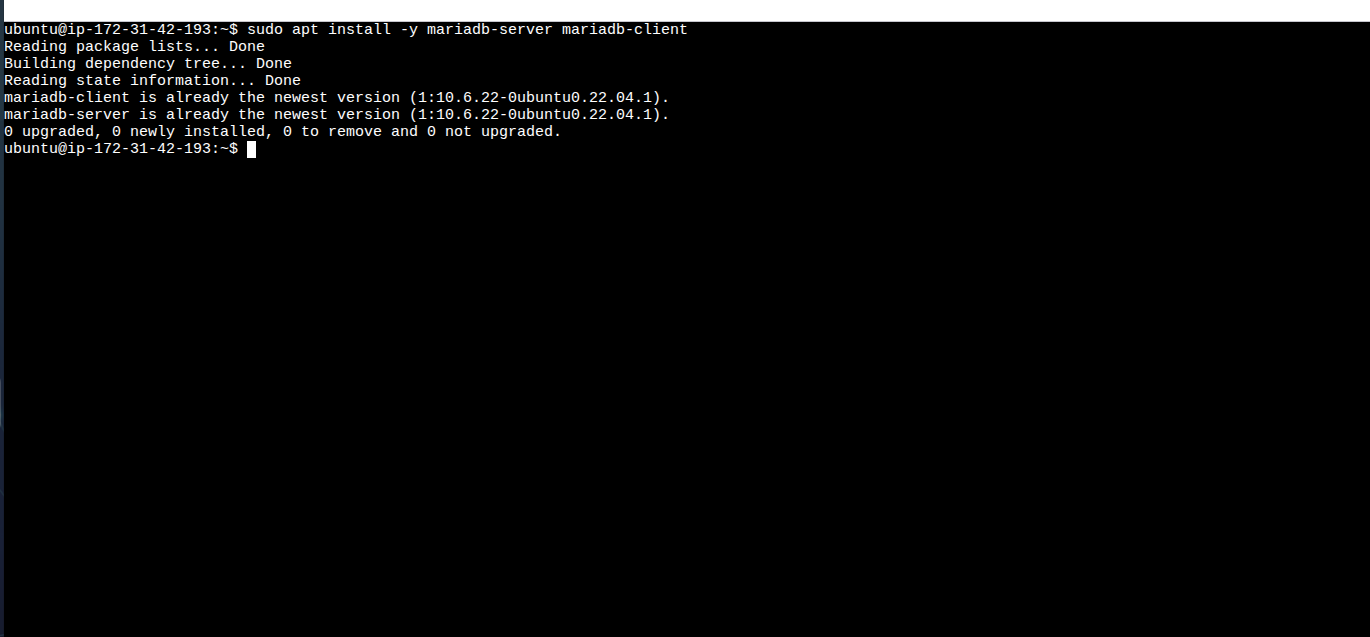 ubuntu@ip-172-31-42-193:~$ sudo apt install -y mariadb-server mariadb-client
Reading package lists... Done
Building dependency tree... Done
Reading state information... Done
mariadb-client is already the newest version (1:10.6.22-0ubuntu0.22.04.1).
mariadb-server is already the newest version (1:10.6.22-0ubuntu0.22.04.1).
0 upgraded, 0 newly installed, 0 to remove and 0 not upgraded.
ubuntu@ip-172-31-42-193:~$